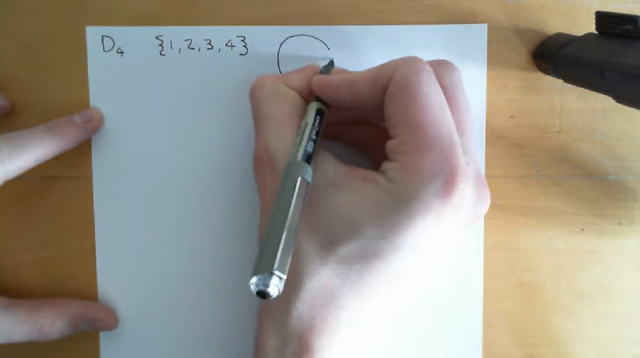 D₄ {1, 2, 3, 4}